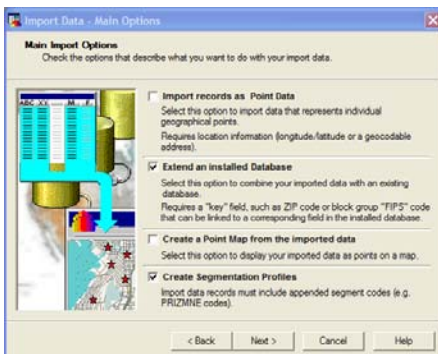 Import Data - Main Options
Main Import Options
Check the options that describe what you want to do with your import data.
Import records as Point Data
Select this option to import data that represents individual
geographical points.
Requires location information (longitude/latitude or a geocodable
address).
Extend an installed Database
Select this option to combine your imported data with an existing
database.
Requires a "key" field, such as ZIP code or block group "FIPS" code
that can be linked to a corresponding field in the installed database.
Create a Point Map from the imported data
Select this option to display your imported data as points on a map.
Create Segmentation Profiles
Import data records must include appended segment codes (e.g.
PRIZMNE codes).
< Back
Next >
Cancel
Help
ABC XY M F